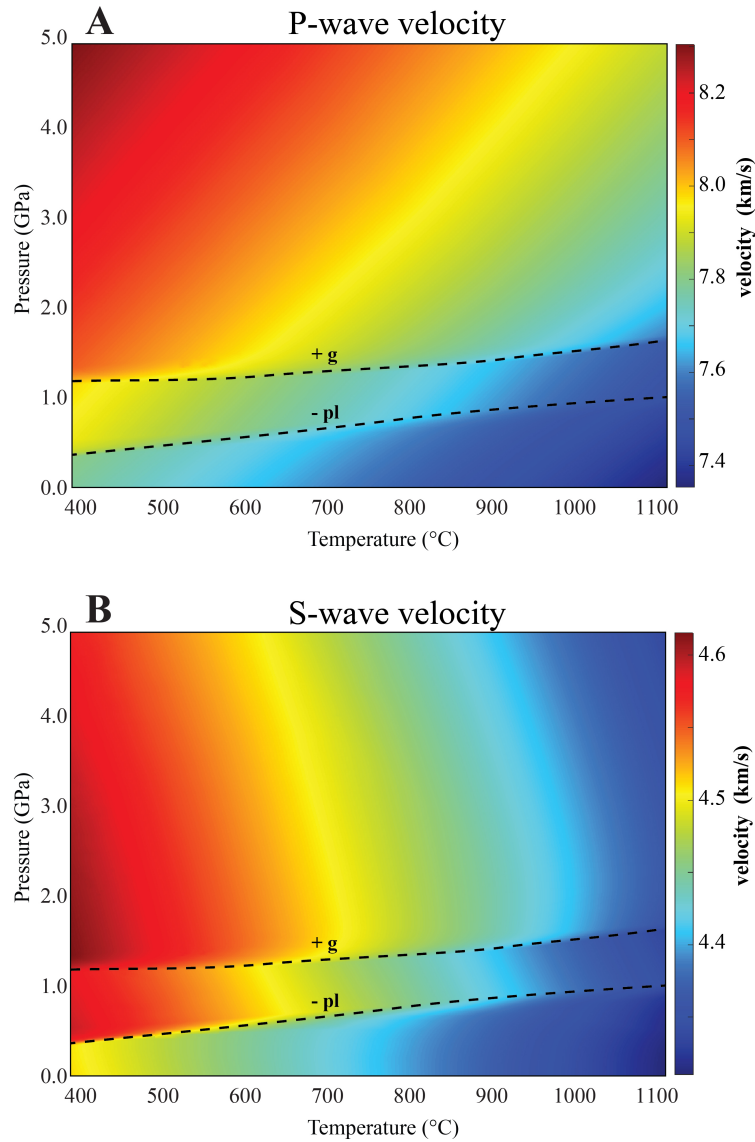 A
P-wave velocity
5.0
4.0
3.0
2.0
1.0
0.0
Pressure (GPa)
+ g
- pl
400 500 600 700 800 900 1000 1100
Temperature (°C)
8.2
8.0
7.8
7.6
7.4
velocity (km/s)
B
S-wave velocity
5.0
4.0
3.0
2.0
1.0
0.0
Pressure (GPa)
+ g
- pl
400 500 600 700 800 900 1000 1100
Temperature (°C)
4.6
4.5
4.4
velocity (km/s)